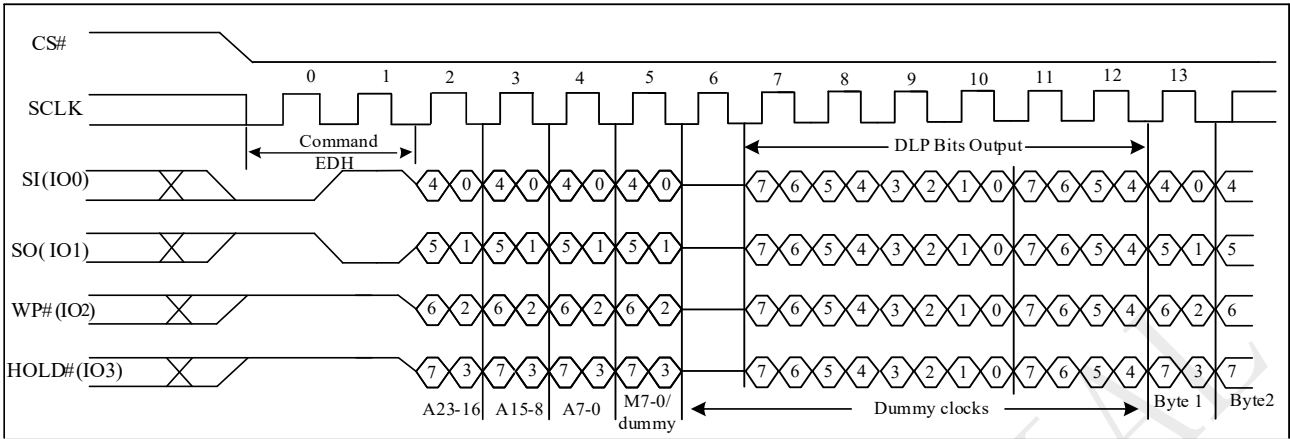 CS#
0 1 2 3 4 5 6 7 8 9 10 11 12 13
SCLK
Command
EDH
DLP Bits Output
SI(IO0) 4 0 4 0 4 0 4 0 7 6 5 4 3 2 1 0 7 6 5 4 4 0 4
SO( IO1) 5 1 5 1 5 1 5 1 7 6 5 4 3 2 1 0 7 6 5 4 5 1 5
WP# (IO2) 6 2 6 2 6 2 6 2 7 6 5 4 3 2 1 0 7 6 5 4 6 2 6
HOLD# (IO3) 7 3 7 3 7 3 7 3 7 6 5 4 3 2 1 0 7 6 5 4 7 3 7
A23-16 A15-8 A7-0 M7-0/ Dummy clocks Byte 1 Byte2
dummy